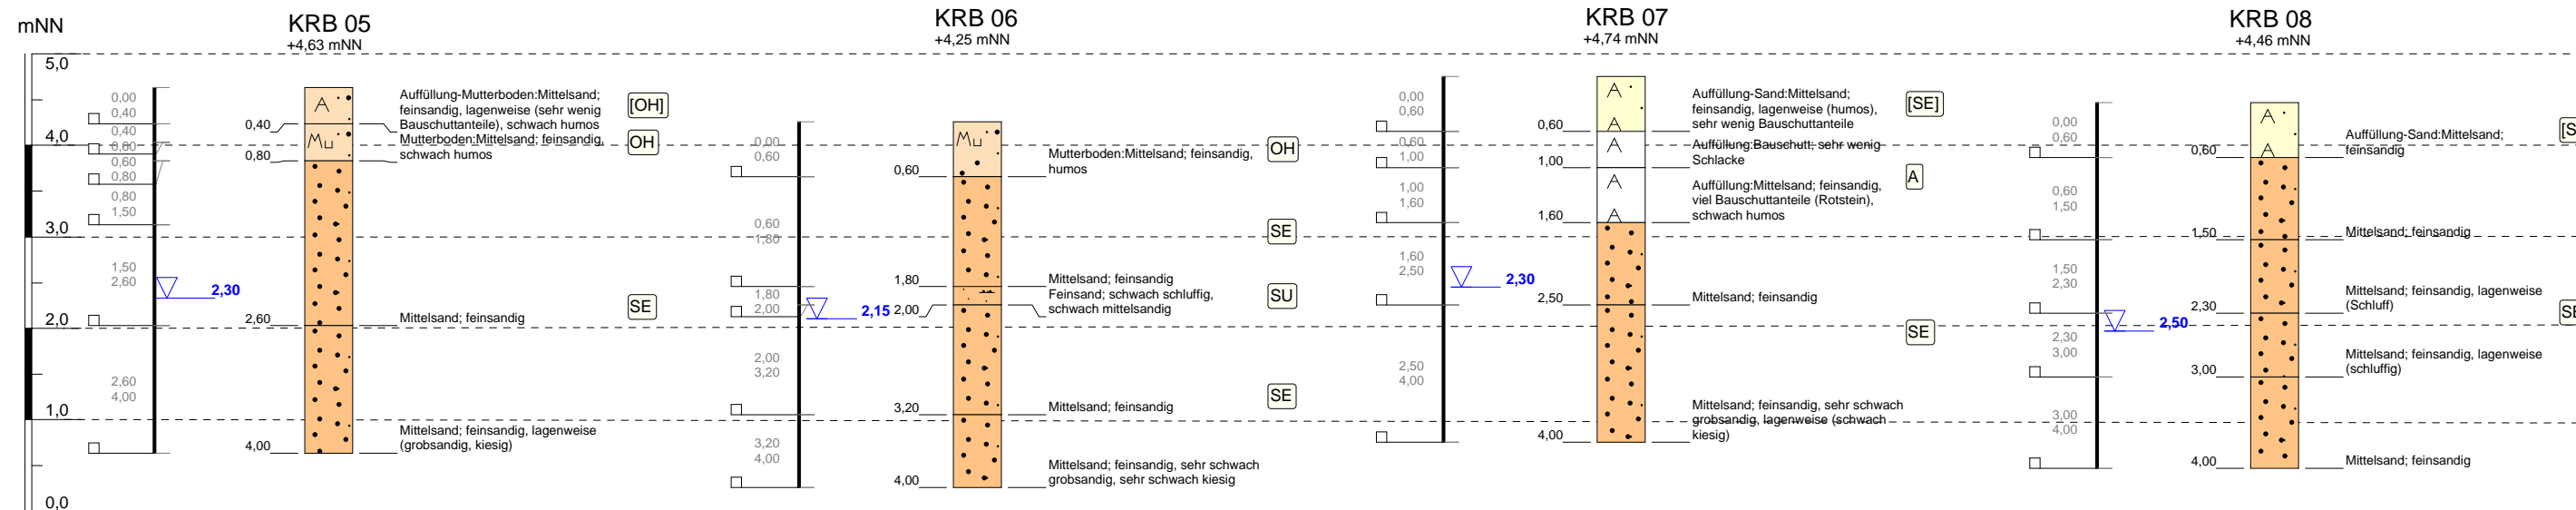 mNN
5,0
4,0
3,0
2,0
1,0
0,0
KRB 05
+4,63 mNN
0,00
0,40
0,40
0,60
0,60
0,80
0,80
1,50
1,50
2,60
2,60
4,00
2,30
0,40
0,80
2,60
4,00
A
Mu
Auffüllung-Mutterboden:Mittelsand;
feinsandig, lagenweise (sehr wenig
Bauschuttanteile), schwach humos
Mutterboden:Mittelsand; feinsandig,
schwach humos
Mittelsand; feinsandig
Mittelsand; feinsandig, lagenweise
(grobsandig, kiesig)
[OH]
OH
SE
KRB 06
+4,25 mNN
0,00
0,60
0,60
1,80
1,80
2,00
2,00
3,20
3,20
4,00
2,15
0,60
1,80
2,00
3,20
4,00
Mu
Mutterboden:Mittelsand; feinsandig,
humos
Mittelsand; feinsandig
Feinsand; schwach schluffig,
schwach mittelsandig
Mittelsand; feinsandig
Mittelsand; feinsandig, sehr schwach
grobsandig, sehr schwach kiesig
OH
SE
SU
SE
KRB 07
+4,74 mNN
0,00
0,60
0,60
1,00
1,00
1,60
1,60
2,50
2,50
4,00
2,30
0,60
1,00
1,60
2,50
4,00
A
A
A
A
A
Auffüllung-Sand:Mittelsand;
feinsandig, lagenweise (humos),
sehr wenig Bauschuttanteile
Auffüllung:Bauschutt; sehr wenig
Schlacke
Auffüllung:Mittelsand; feinsandig,
viel Bauschuttanteile (Rotstein),
schwach humos
Mittelsand; feinsandig
Mittelsand; feinsandig, sehr schwach
grobsandig, lagenweise (schwach
kiesig)
[SE]
A
SE
KRB 08
+4,46 mNN
0,00
0,60
0,60
1,50
1,50
2,30
2,30
3,00
3,00
4,00
2,50
0,60
1,50
2,30
3,00
4,00
A
A
Auffüllung-Sand:Mittelsand;
feinsandig
Mittelsand; feinsandig
Mittelsand; feinsandig, lagenweise
(Schluff)
Mittelsand; feinsandig, lagenweise
(schluffig)
Mittelsand; feinsandig